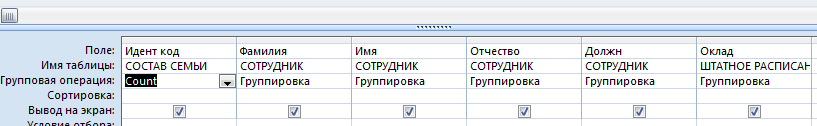 Поле: Идент код Фамилия Имя Отчество Должн Оклад
Имя таблицы: СОСТАВ СЕМЬИ СОТРУДНИК СОТРУДНИК СОТРУДНИК СОТРУДНИК ШТАТНОЕ РАСПИСАН
Групповая операция: Count Группировка Группировка Группировка Группировка Группировка
Сортировка:
Вывод на экран:
Условие отбора: